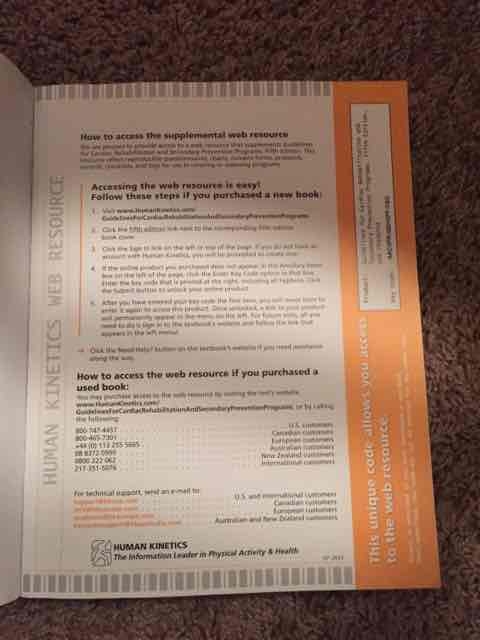 HUMAN KINETICS WEB RESOURCE
How to access the supplemental web resource
We are pleased to provide access to a web resource that supplements Guidelines
for Cardiac Rehabilitation and Secondary Prevention Programs, Fifth Edition. This
resource offers reproducible questionnaires, charts, consent forms, protocols,
records, checklists, and logs for use in creating or updating programs.
Accessing the web resource is easy!
Follow these steps if you purchased a new book:
1. Visit www.HumanKinetics.com/
GuidelinesForCardiacRehabilitationAndSecondaryPreventionPrograms.
2. Click the fifth edition link next to the corresponding fifth edition
book cover.
3. Click the Sign In link on the left or top of the page. If you do not have an
account with Human Kinetics, you will be prompted to create one.
4. If the online product you purchased does not appear in the Ancillary Items
box on the left of the page, click the Enter Key Code option in that box.
Enter the key code that is printed at the right, including all hyphens. Click
the Submit button to unlock your online product.
5. After you have entered your key code the first time, you will never have to
enter it again to access this product. Once unlocked, a link to your product
will permanently appear in the menu on the left. For future visits, all you
need to do is sign in to the textbook's website and follow the link that
appears in the left menu!
→ Click the Need Help? button on the textbook's website if you need assistance
along the way.
How to access the web resource if you purchased a
used book:
You may purchase access to the web resource by visiting the text's website,
www.HumanKinetics.com/
GuidelinesForCardiacRehabilitationAndSecondaryPreventionPrograms, or by calling
the following:
800-747-4457 U.S. customers
800-465-7301 Canadian customers
+44 (0) 113 255 5665 European customers
08 8372 0999 Australian customers
0800 222 062 New Zealand customers
217-351-5076 International customers
For technical support, send an e-mail to:
U.S. and international customers
Canadian customers
European customers
Australian and New Zealand customers
HUMAN KINETICS
The Information Leader in Physical Activity & Health
Product: Guidelines for Cardiac Rehabilitation and
Secondary Prevention Programs, Fifth Edition,
Key code:
This unique code allows you access
to the web resource.